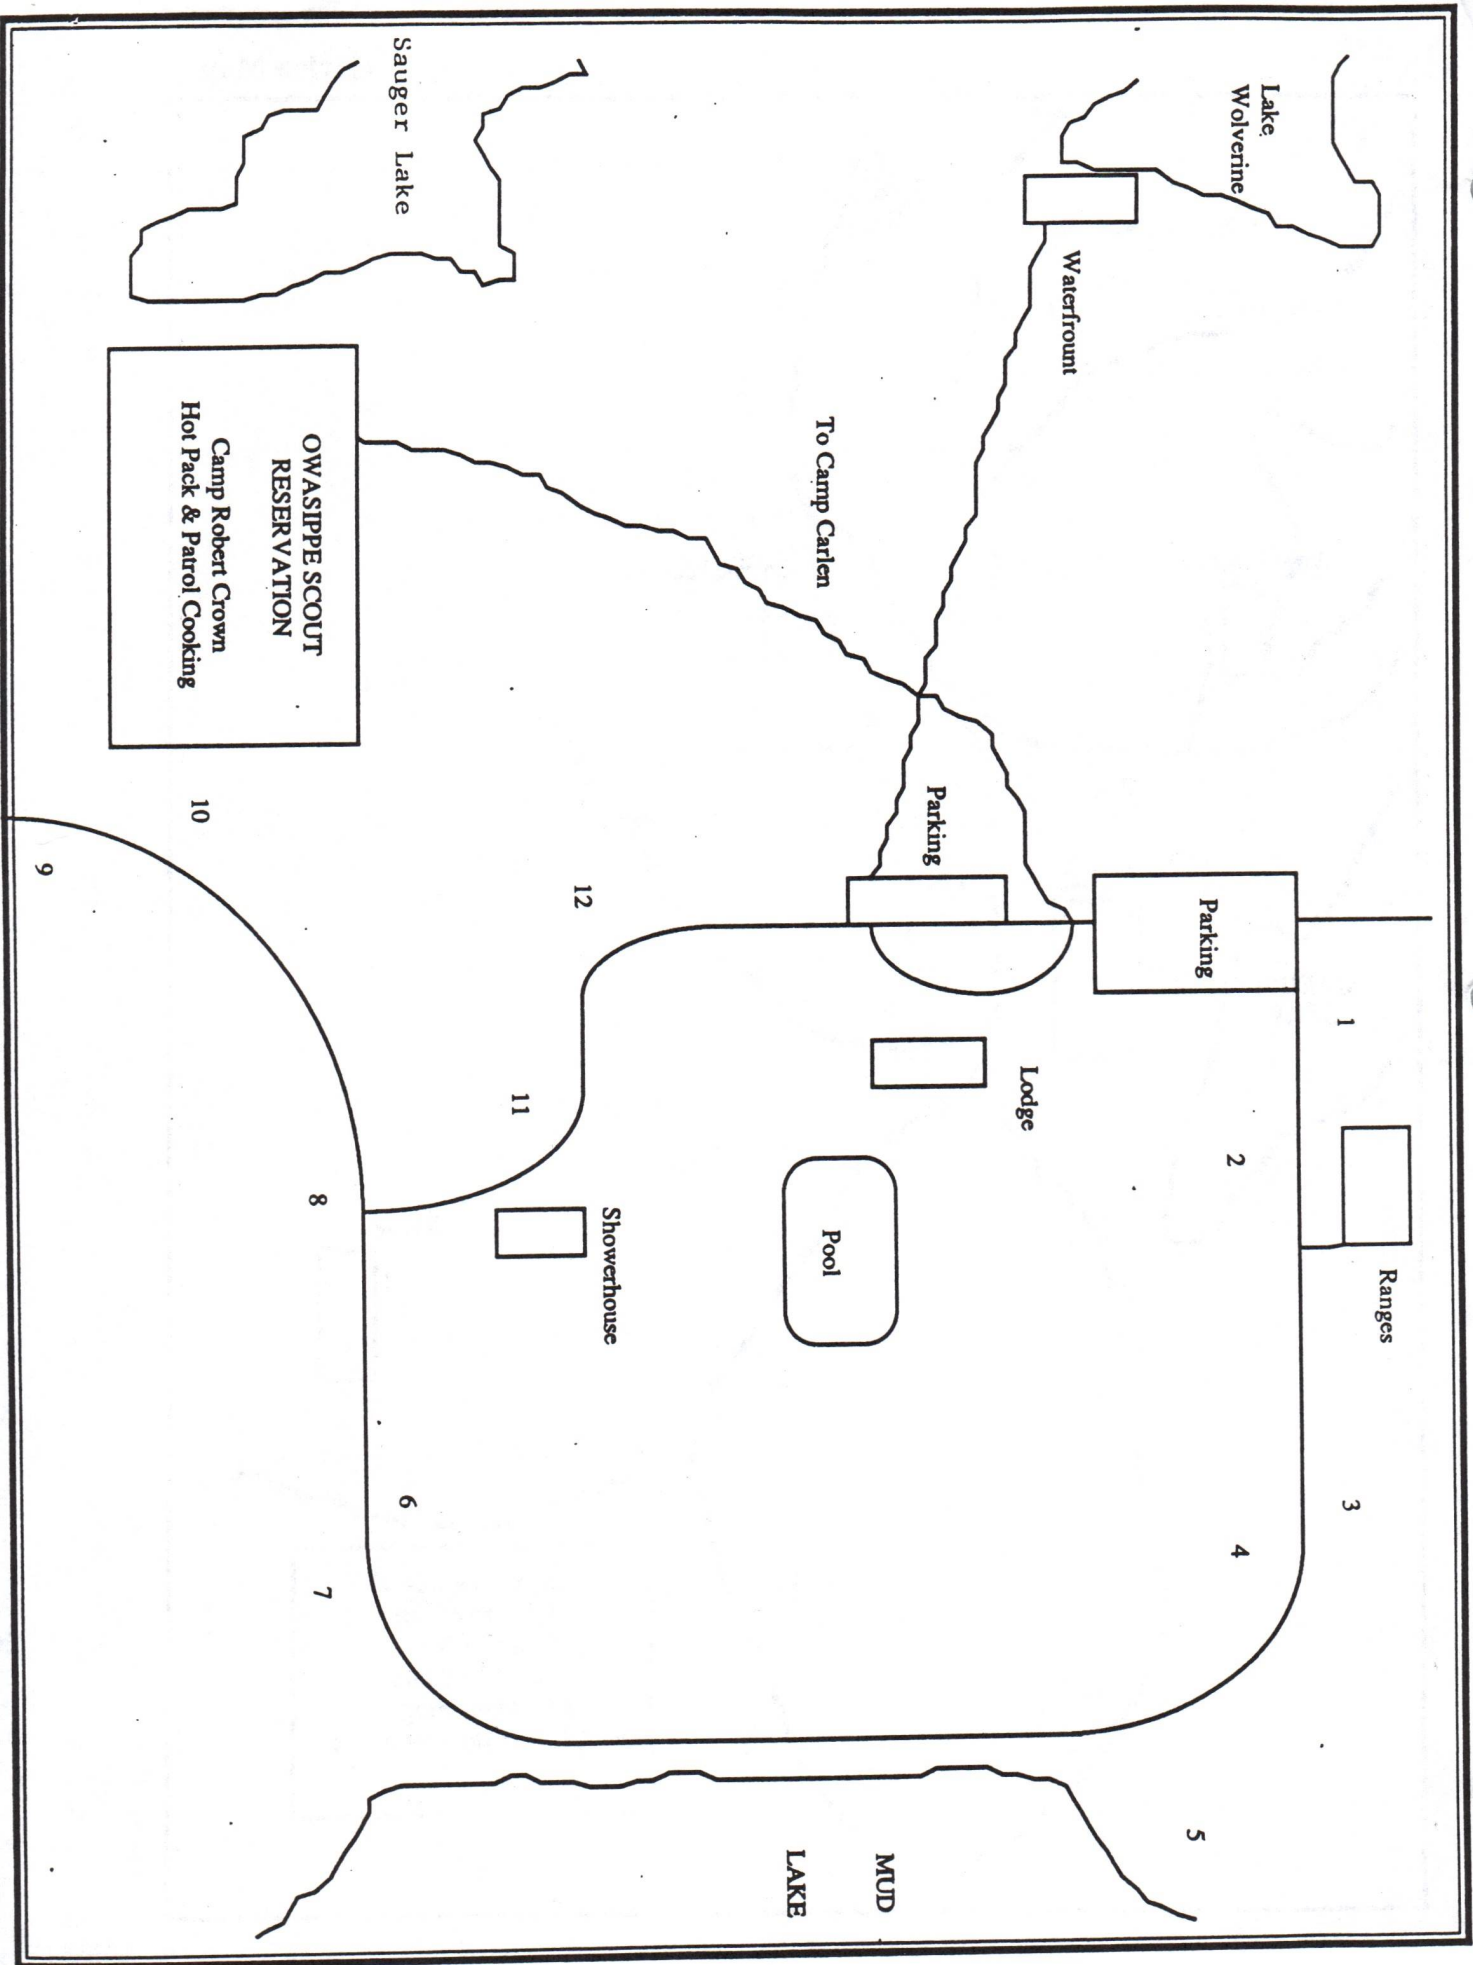 Lake
Wolverine
Waterfrount
Sauger Lake
To Camp Carlen
Parking
Parking
1
Ranges
2
Lodge
3
4
Pool
Showerhouse
12
11
OWASIPPE SCOUT
RESERVATION
Camp Robert Crown
Hot Pack & Patrol Cooking
10
9
8
6
7
5
MUD
LAKE